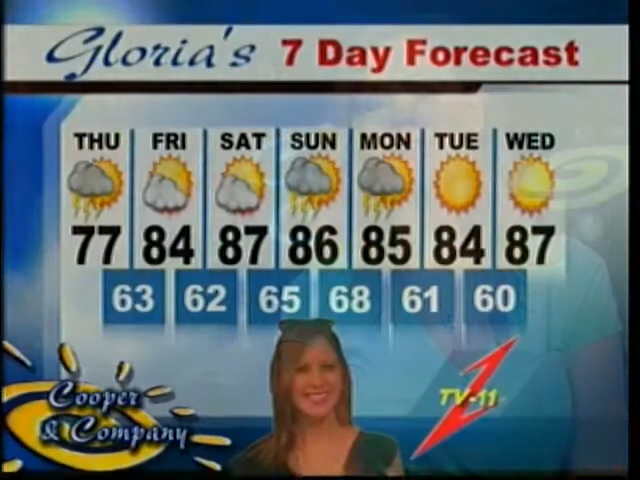 Gloria's 7 Day Forecast
THU FRI SAT SUN MON TUE WED
77 84 87 86 85 84 87
63 62 65 68 61 60
Cooper
& Company
TV-11